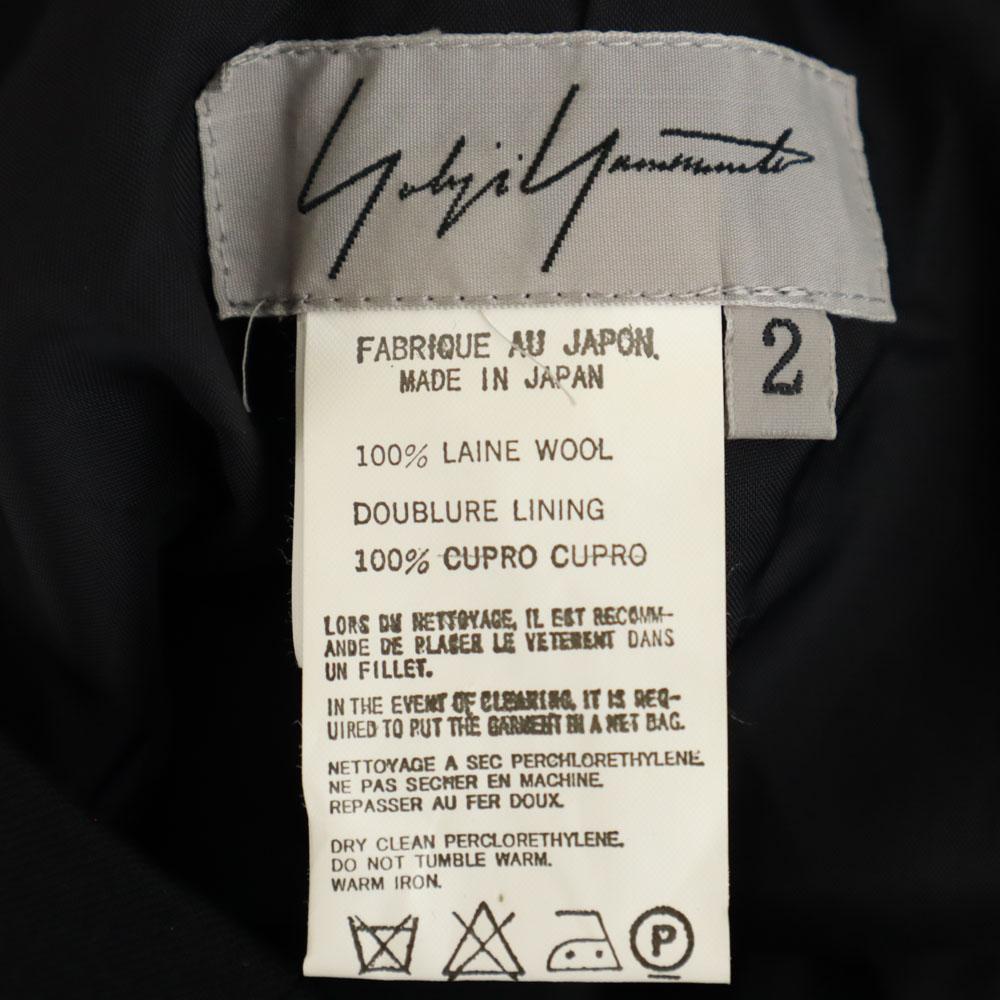 Yohji Yamamoto
2
FABRIQUE AU JAPON.
MADE IN JAPAN
100% LAINE WOOL
DOUBLURE LINING
100% CUPRO CUPRO
LORS DU NETTOYAGE, IL EST RECOMM-
ANDE DE PLACER LE VETEMENT DANS
UN FILLET.
IN THE EVENT OF CLEARING, IT IS REQ-
UIRED TO PUT THE GARMENT IN A NET BAG.
NETTOYAGE A SEC PERCHLORETHYLENE.
NE PAS SECHER EN MACHINE.
REPASSER AU FER DOUX.
DRY CLEAN PERCLORETHYLENE.
DO NOT TUMBLE WARM.
WARM IRON.
P